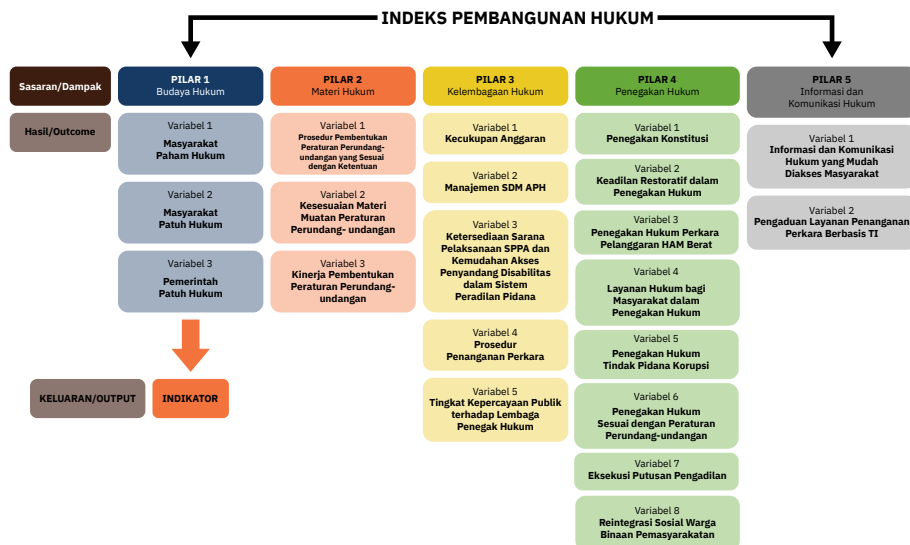 INDEKS PEMBANGUNAN HUKUM
Sasaran/Dampak
Hasil/Outcome
PILAR 1
Budaya Hukum
Variabel 1
Masyarakat
Paham Hukum
Variabel 2
Masyarakat
Patuh Hukum
Variabel 3
Pemerintah
Patuh Hukum
KELUARAN/OUTPUT
INDIKATOR
PILAR 2
Materi Hukum
Variabel 1
Prosedur Pembentukan
Peraturan Perundang-
undangan yang Sesuai
dengan Ketentuan
Variabel 2
Kesesuaian Materi
Muatan Peraturan
Perundang- undangan
Variabel 3
Kinerja Pembentukan
Peraturan Perundang-
undangan
PILAR 3
Kelembagaan Hukum
Variabel 1
Kecukupan Anggaran
Variabel 2
Manajemen SDM APH
Variabel 3
Ketersediaan Sarana
Pelaksanaan SPPA dan
Kemudahan Akses
Penyandang Disabilitas
dalam Sistem
Peradilan Pidana
Variabel 4
Prosedur
Penanganan Perkara
Variabel 5
Tingkat Kepercayaan Publik
terhadap Lembaga
Penegak Hukum
PILAR 4
Penegakan Hukum
Variabel 1
Penegakan Konstitusi
Variabel 2
Keadilan Restoratif dalam
Penegakan Hukum
Variabel 3
Penegakan Hukum Perkara
Pelanggaran HAM Berat
Variabel 4
Layanan Hukum bagi
Masyarakat dalam
Penegakan Hukum
Variabel 5
Penegakan Hukum
Tindak Pidana Korupsi
Variabel 6
Penegakan Hukum
Sesuai dengan Peraturan
Perundang-undangan
Variabel 7
Eksekusi Putusan Pengadilan
Variabel 8
Reintegrasi Sosial Warga
Binaan Pemasyarakatan
PILAR 5
Informasi dan
Komunikasi Hukum
Variabel 1
Informasi dan Komunikasi
Hukum yang Mudah
Diakses Masyarakat
Variabel 2
Pengaduan Layanan Penanganan
Perkara Berbasis TI